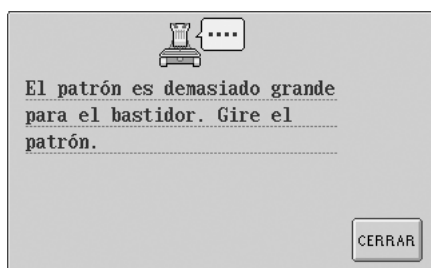 ....
El patrón es demasiado grande
para el bastidor. Gire el
patrón.
CERRAR